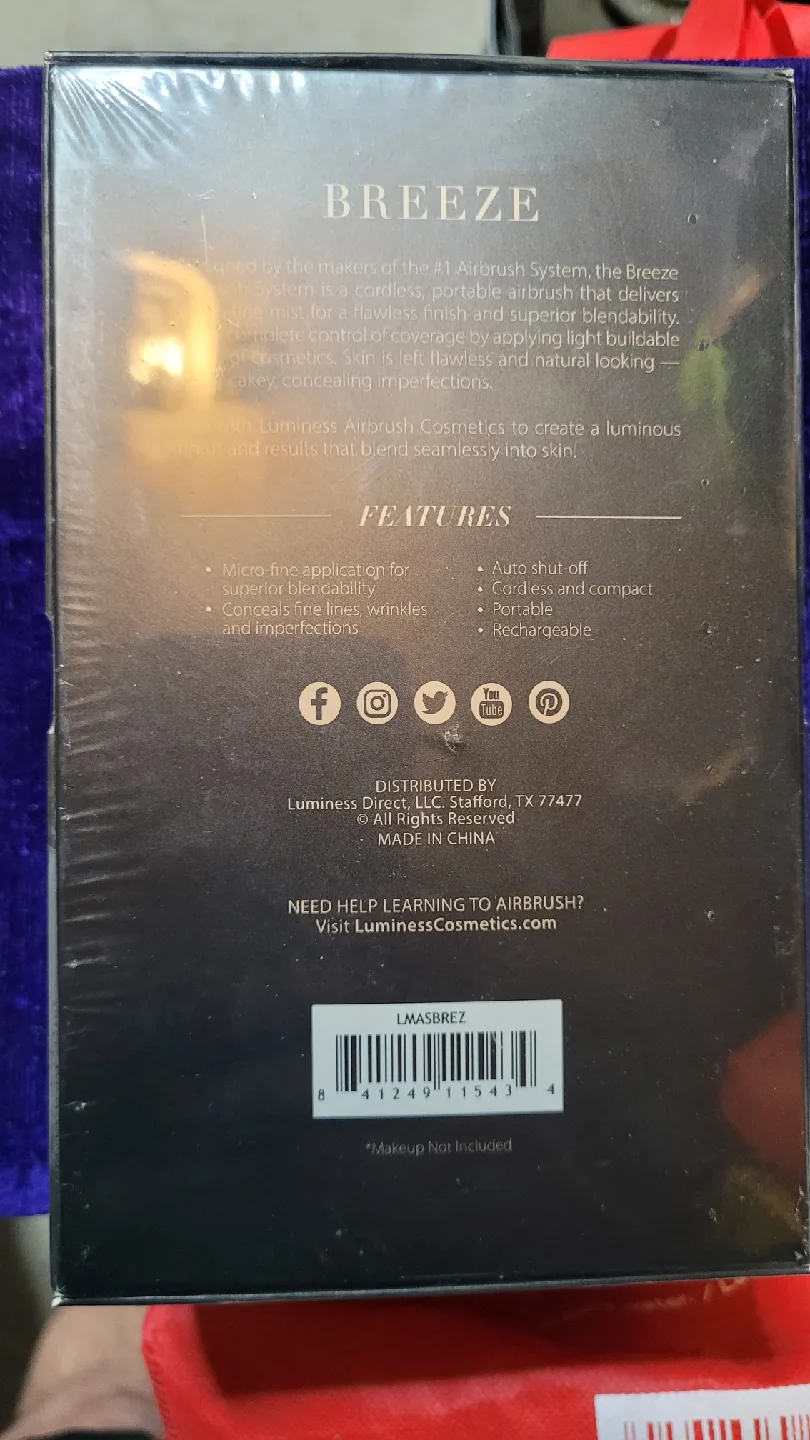 BREEZE
by the makers of the #1 Airbrush System, the Breeze
System is a cordless, portable airbrush that delivers
mist for a flawless finish and superior blendability.
complete control of coverage by applying light buildable
of cosmetics. Skin is left flawless and natural looking —
cakey, concealing imperfections.
with Luminess Airbrush Cosmetics to create a luminous
finish and results that blend seamlessly into skin.
FEATURES
• Micro-fine application for
superior blendability
• Conceals fine lines, wrinkles
and imperfections
• Auto shut-off
• Cordless and compact
• Portable
• Rechargeable
You
Tube
DISTRIBUTED BY
Luminess Direct, LLC. Stafford, TX 77477
© All Rights Reserved
MADE IN CHINA
NEED HELP LEARNING TO AIRBRUSH?
Visit LuminessCosmetics.com
LMASBREZ
8 41249 11543 4
*Makeup Not Included